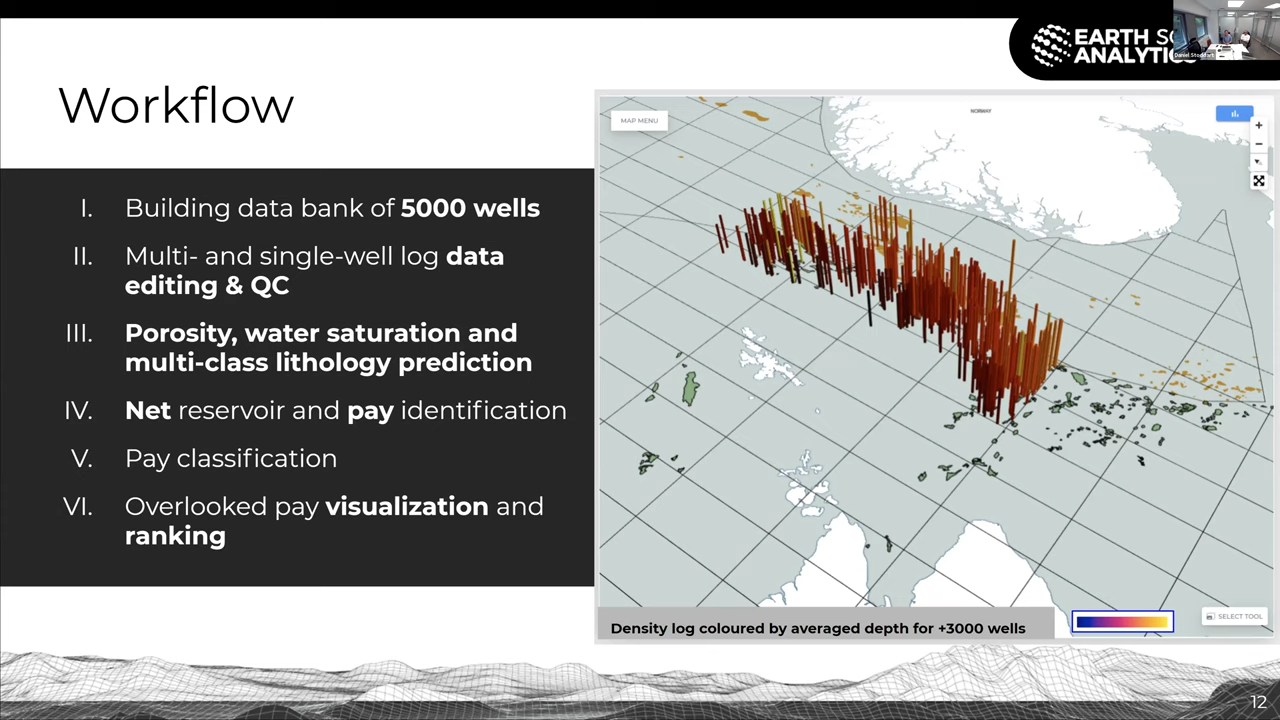 EARTH
ANALYTIC
Daniel Stoddart
Workflow
I. Building data bank of 5000 wells
II. Multi- and single-well log data
editing & QC
III. Porosity, water saturation and
multi-class lithology prediction
IV. Net reservoir and pay identification
V. Pay classification
VI. Overlooked pay visualization and
ranking
MAP MENU
NORWAY
Density log coloured by averaged depth for +3000 wells
SELECT TOOL
12